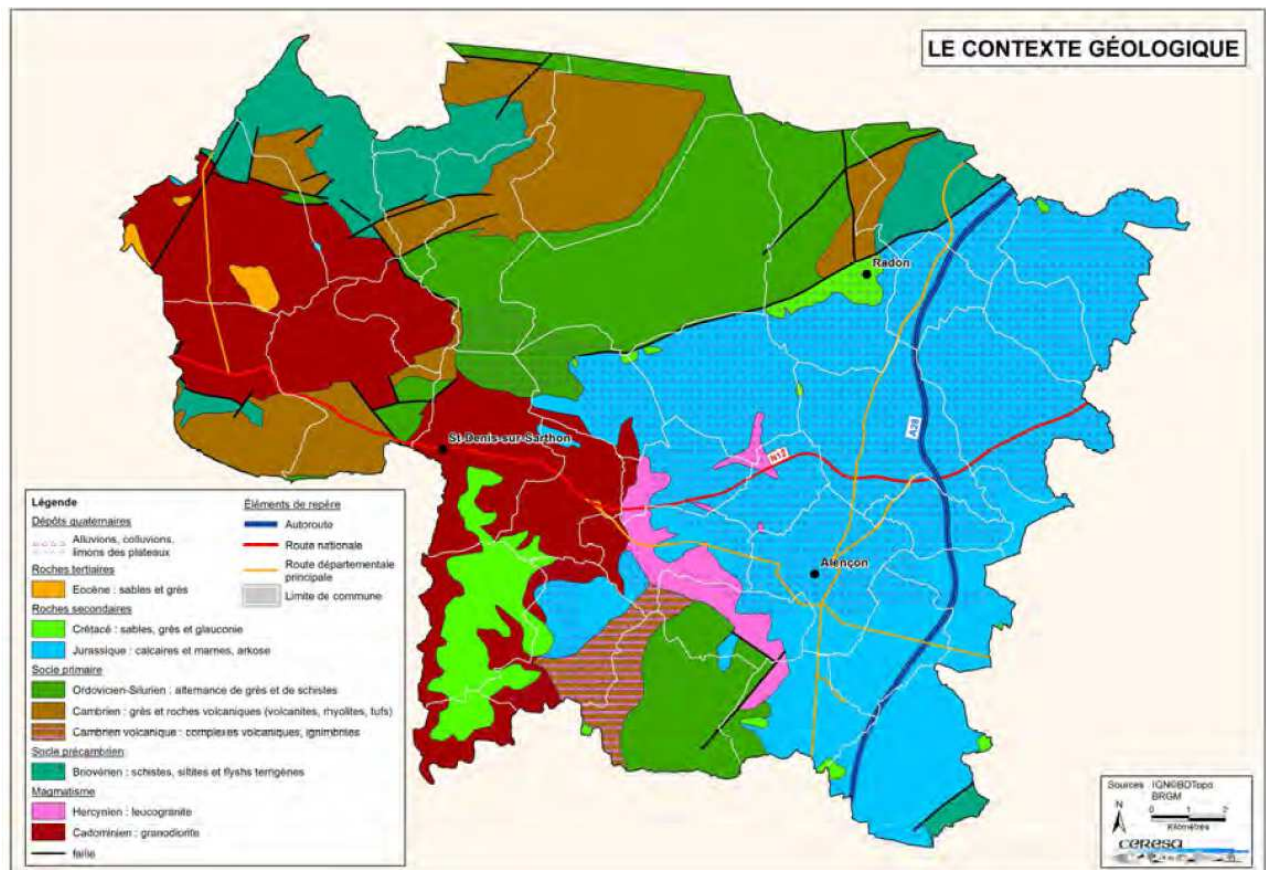 LE CONTEXTE GÉOLOGIQUE
Radon
A28
St-Denis-sur-Sarthon
N12
Alençon
Légende
Dépôts quaternaires
Alluvions, colluvions,
limons des plateaux
Roches tertiaires
Eocène : sables et grès
Roches secondaires
Crétacé : sables, grès et glauconie
Jurassique : calcaires et marnes, arkose
Socle primaire
Ordovicien-Silurien : alternance de grès et de schistes
Cambrien : grès et roches volcaniques (volcanites, rhyolites, tufs)
Cambrien volcanique : complexes volcaniques, ignimbrites
Socle précambrien
Briovérien : schistes, siltites et flyshs terrigènes
Magmatisme
Hercynien : leucogranite
Cadominien : granodiorite
faille
Éléments de repère
Autoroute
Route nationale
Route départementale
principale
Limite de commune
Sources : IGN©BDTopo
BRGM
N
0 1 2
Kilomètres
ceresa